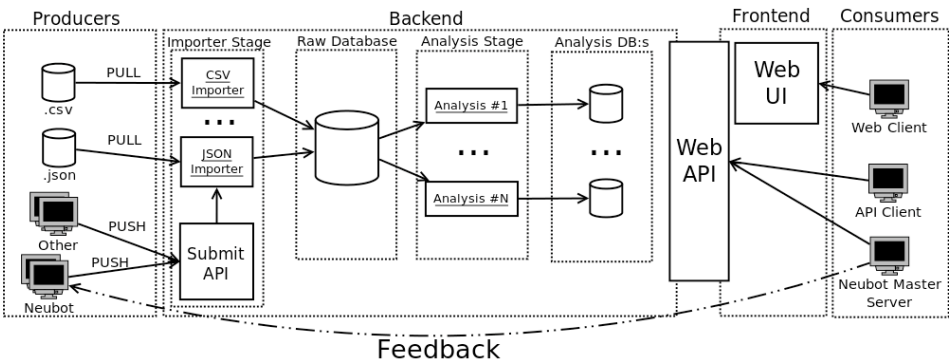 Producers
Backend
Frontend
Consumers
Importer Stage
Raw Database
Analysis Stage
Analysis DB:s
PULL
CSV
Importer
.csv
...
PULL
JSON
Importer
.json
Analysis #1
...
...
Analysis #N
Web
API
Web
UI
Web Client
API Client
PUSH
Other
PUSH
Submit
API
Neubot
Neubot Master
Server
Feedback